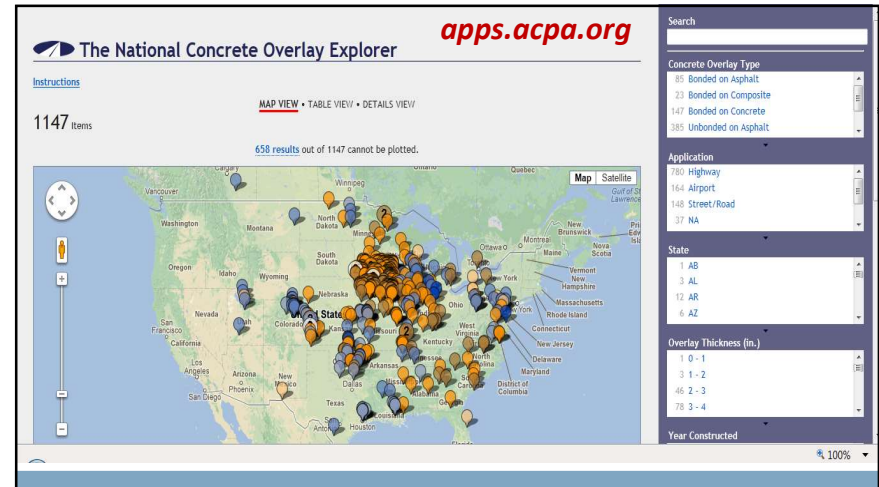 apps.acpa.org
The National Concrete Overlay Explorer
Instructions
MAP VIEW • TABLE VIEW • DETAILS VIEW
1147 Items
658 results out of 1147 cannot be plotted.
Map Satellite
Calgary
Ontario
Quebec
Winnipeg
Vancouver
Gulf of St
Lawrence
Washington
Montana
North
Dakota
2
New
Brunswick
Montreal
Ottawa
Nova
Scotia
Maine
South
Dakota
Oregon
Idaho
Wyoming
Vermont
New
Hampshire
Nebraska
Massachusetts
Rhode Island
Ohio
Nevada
Colorado
West
Virginia
Connecticut
San
Francisco
California
Kentucky
New Jersey
Los
Angeles
Arizona
New
Arkansas
Delaware
Maryland
Phoenix
San Diego
Dallas
District of
Columbia
Texas
Alabama
Houston
Search
Concrete Overlay Type
85 Bonded on Asphalt
23 Bonded on Composite
147 Bonded on Concrete
385 Unbonded on Asphalt
Application
780 Highway
164 Airport
148 Street/Road
37 NA
State
1 AB
3 AL
12 AR
6 AZ
Overlay Thickness (in.)
1 0 - 1
3 1 - 2
46 2 - 3
78 3 - 4
Year Constructed
100%